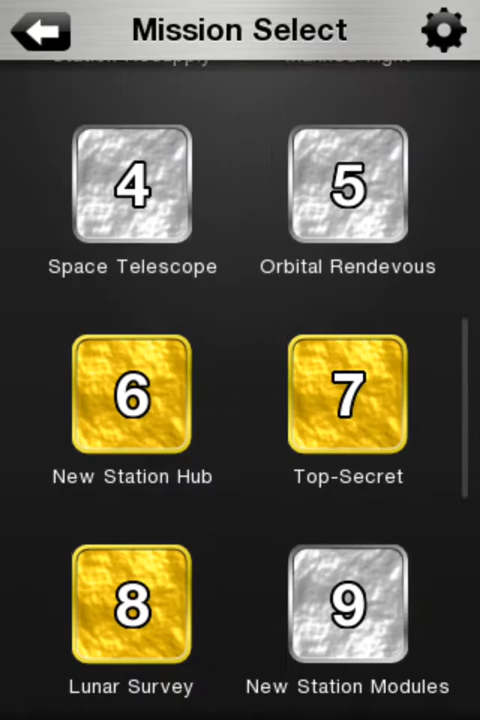 Mission Select
4 5
Space Telescope Orbital Rendevous
6 7
New Station Hub Top-Secret
8 9
Lunar Survey New Station Modules